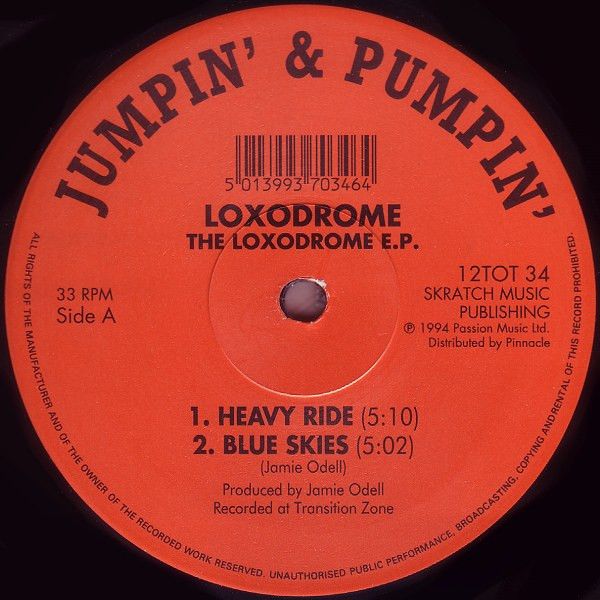 JUMPIN' & PUMPIN'
5 013993 703464
LOXODROME
THE LOXODROME E.P.
33 RPM
Side A
12TOT 34
SKRATCH MUSIC
PUBLISHING
℗ 1994 Passion Music Ltd.
Distributed by Pinnacle
1. HEAVY RIDE (5:10)
2. BLUE SKIES (5:02)
(Jamie Odell)
Produced by Jamie Odell
Recorded at Transition Zone
ALL RIGHTS OF THE MANUFACTURER AND OF THE OWNER OF THE RECORDED WORK RESERVED. UNAUTHORISED PUBLIC PERFORMANCE, BROADCASTING, COPYING AND RENTAL OF THIS RECORD PROHIBITED.